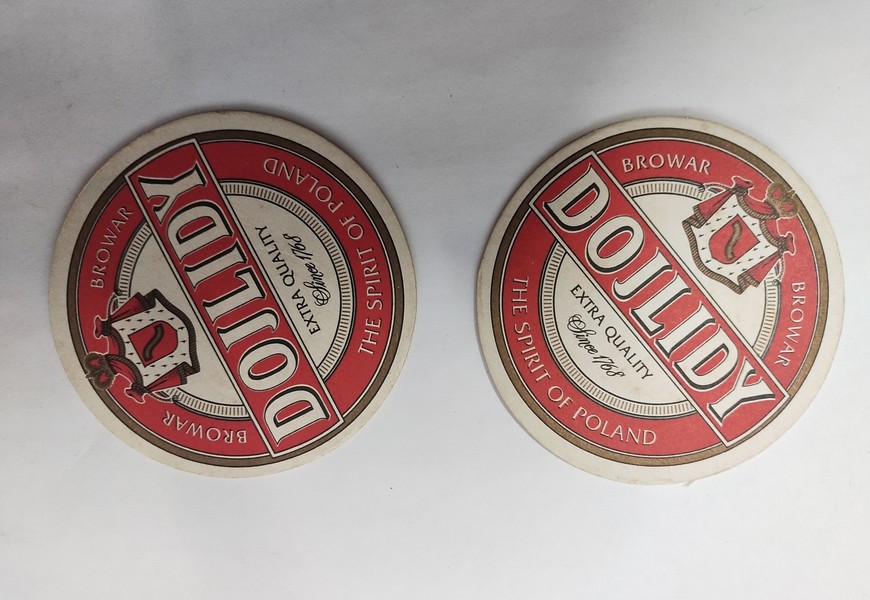 BROWAR
BROWAR
DOJLIDY
EXTRA QUALITY
Since 1768
THE SPIRIT OF POLAND
BROWAR
BROWAR
DOJLIDY
EXTRA QUALITY
Since 1768
THE SPIRIT OF POLAND